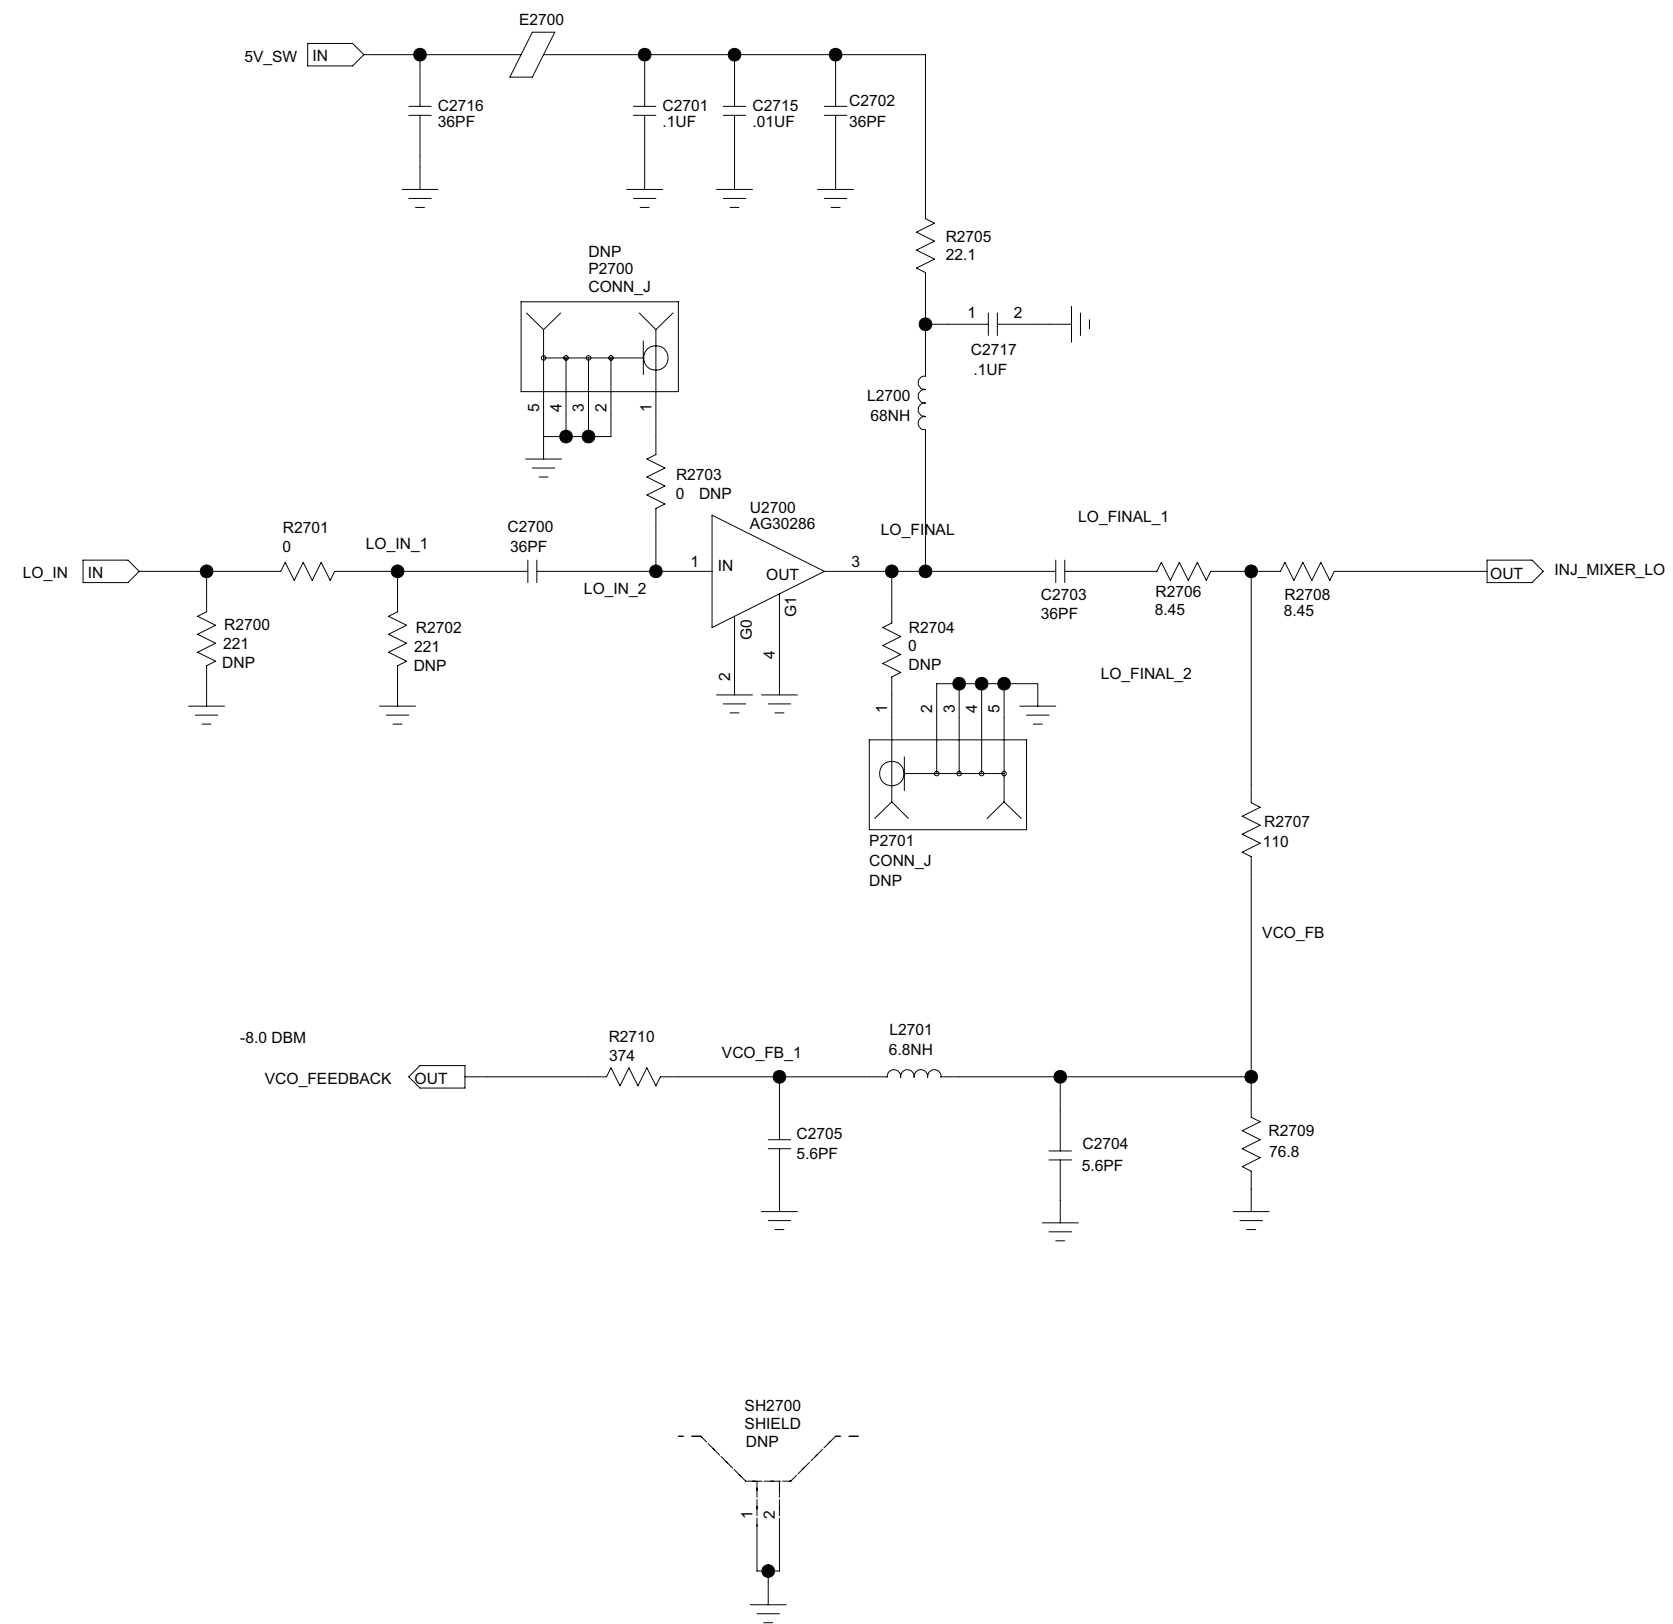 E2700
5V_SW IN
C2716
36PF
C2701
.1UF
C2715
.01UF
C2702
36PF
R2705
22.1
DNP
P2700
CONN_J
1 2
C2717
.1UF
L2700
68NH
5 4 3 2 1
R2703
0 DNP
U2700
AG30286
LO_FINAL
LO_FINAL_1
R2701
0
LO_IN_1
C2700
36PF
LO_IN IN
LO_IN_2
1 IN
OUT 3
G0
G1
2
4
C2703
36PF
R2706
8.45
R2708
8.45
OUT INJ_MIXER_LO
R2700
221
DNP
R2702
221
DNP
R2704
0
DNP
LO_FINAL_2
1 2 3 4 5
P2701
CONN_J
DNP
R2707
110
VCO_FB
-8.0 DBM
R2710
374
VCO_FB_1
L2701
6.8NH
VCO_FEEDBACK OUT
C2705
5.6PF
C2704
5.6PF
R2709
76.8
SH2700
SHIELD
DNP
1 2